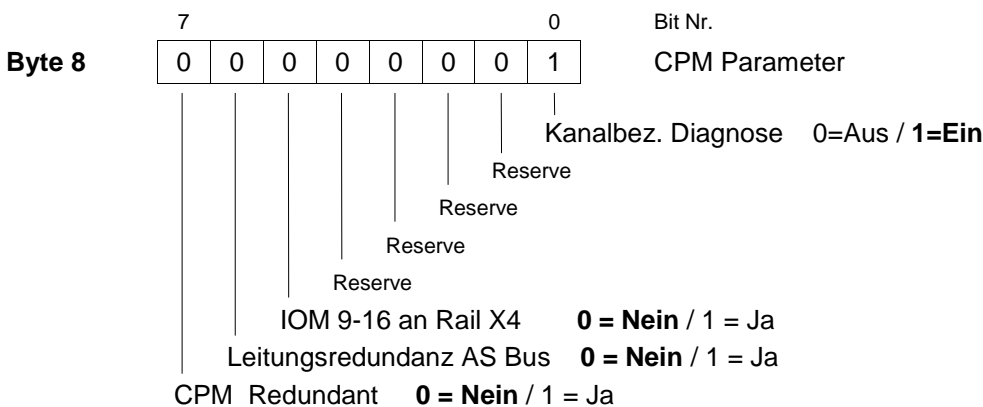 7 0 Bit Nr.
Byte 8 0 0 0 0 0 0 0 1 CPM Parameter
Kanalbez. Diagnose 0=Aus / 1=Ein
Reserve
Reserve
Reserve
Reserve
IOM 9-16 an Rail X4 0 = Nein / 1 = Ja
Leitungsredundanz AS Bus 0 = Nein / 1 = Ja
CPM Redundant 0 = Nein / 1 = Ja